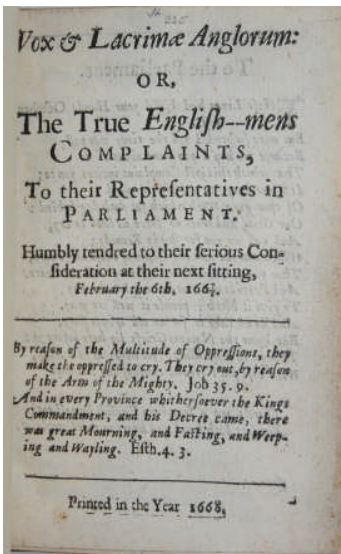 Vox & Lacrimæ Anglorum:
OR,
The True Engliſh--mens
COMPLAINTS,
To their Repreſentatives in
PARLIAMENT.
Humbly tendred to their ſerious Con-
ſideration at their next ſitting,
February the 6th, 166⅞.
By reaſon of the Multitude of Oppreſſions, they
make the oppreſſed to cry. They cry out, by reaſon
of the Arm of the Mighty. Job 35. 9.
And in every Province whitherſoever the Kings
Commandment, and his Decree came, there
was great Mourning, and Faſting, and Weep-
ing and Wayling. Eſth. 4. 3.
Printed in the Year 1668,